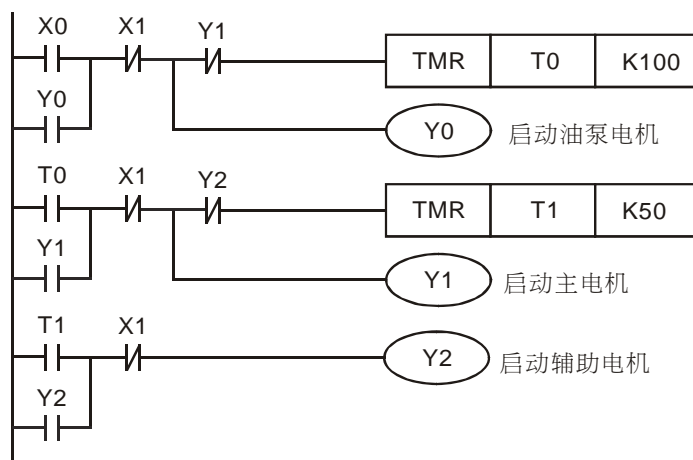 X0 X1 Y1
TMR T0 K100
Y0
Y0 启动油泵电机
T0 X1 Y2
TMR T1 K50
Y1
Y1 启动主电机
T1 X1
Y2 启动辅助电机
Y2